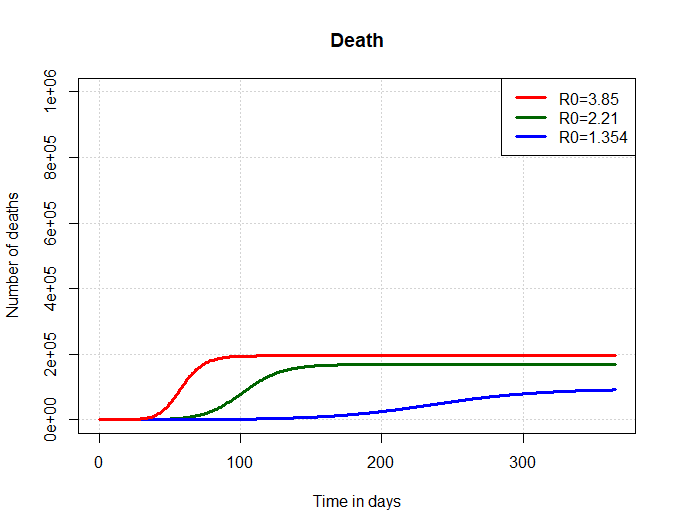 Death
R0=3.85
R0=2.21
R0=1.354
Number of deaths
1e+06
8e+05
6e+05
4e+05
2e+05
0e+00
0 100 200 300
Time in days